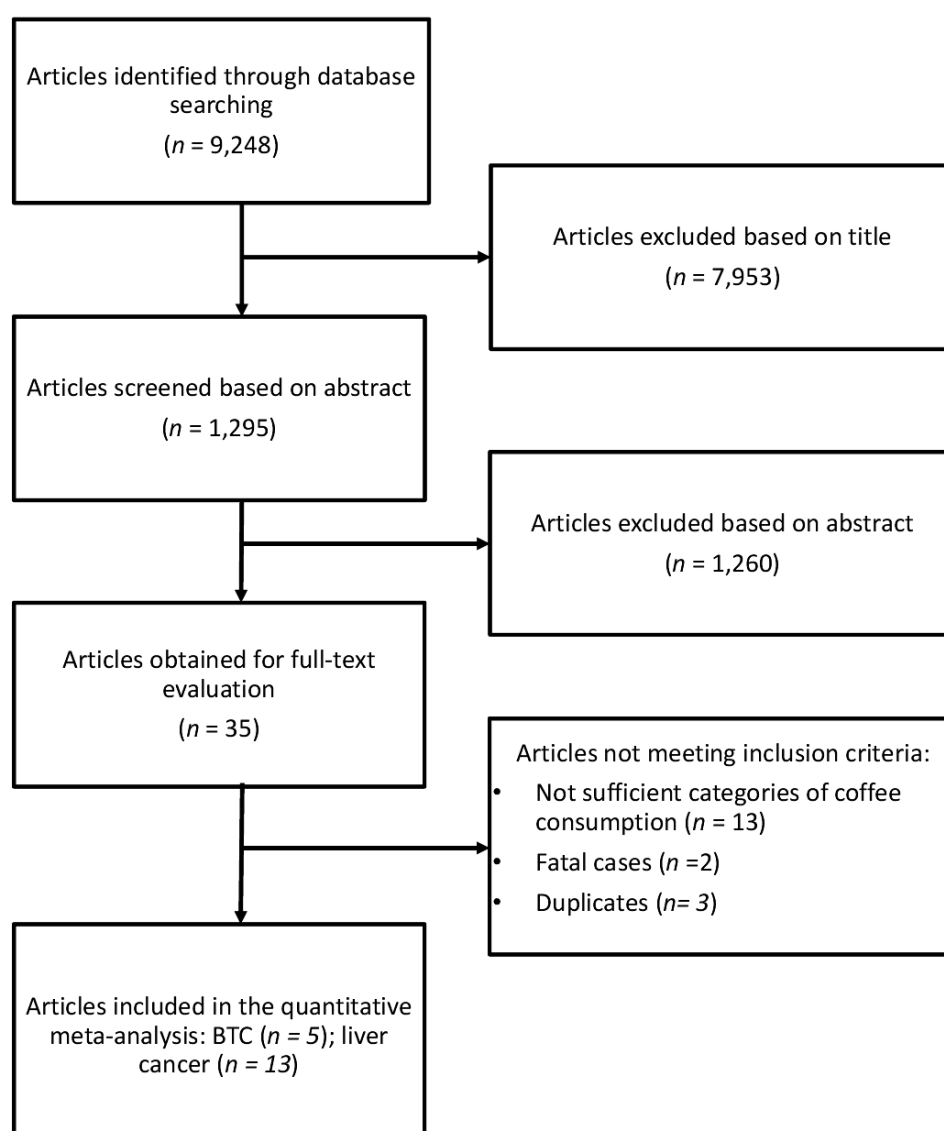 Articles identified through database
searching
(n = 9,248)
Articles excluded based on title
(n = 7,953)
Articles screened based on abstract
(n = 1,295)
Articles excluded based on abstract
(n = 1,260)
Articles obtained for full-text
evaluation
(n = 35)
Articles not meeting inclusion criteria:
• Not sufficient categories of coffee
consumption (n = 13)
• Fatal cases (n =2)
• Duplicates (n= 3)
Articles included in the quantitative
meta-analysis: BTC (n = 5); liver
cancer (n = 13)